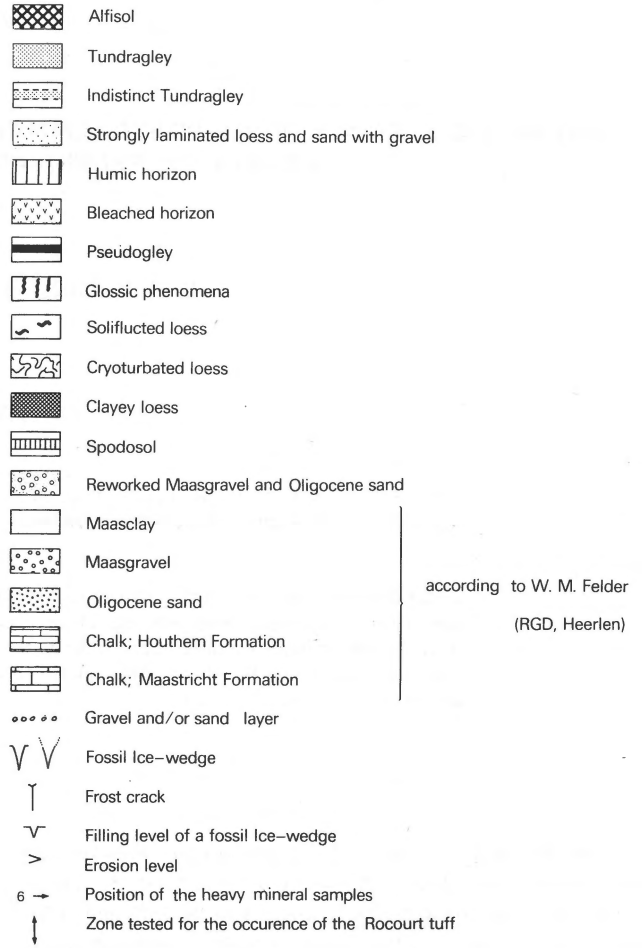 Alfisol
Tundragley
Indistinct Tundragley
Strongly laminated loess and sand with gravel
Humic horizon
Bleached horizon
Pseudogley
Glossic phenomena
Soliflucted loess
Cryoturbated loess
Clayey loess
Spodosol
Reworked Maasgravel and Oligocene sand
Maasclay
Maasgravel
Oligocene sand
Chalk; Houthem Formation
Chalk; Maastricht Formation
according to W. M. Felder
(RGD, Heerlen)
Gravel and/or sand layer
Fossil Ice–wedge
Frost crack
Filling level of a fossil Ice–wedge
Erosion level
6 → Position of the heavy mineral samples
Zone tested for the occurence of the Rocourt tuff